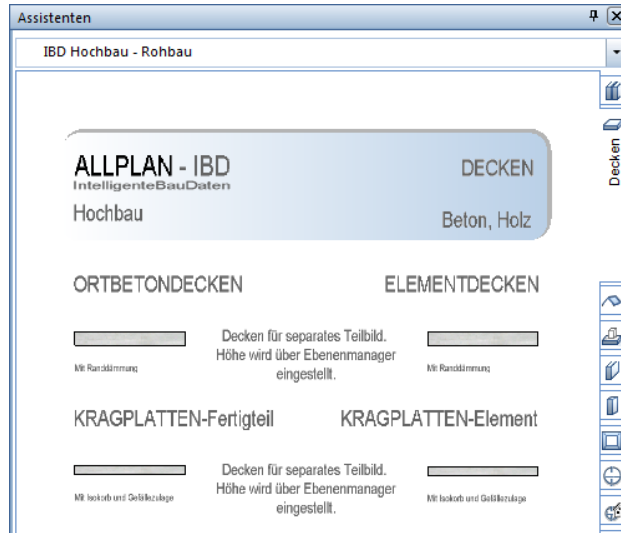 Assistenten
IBD Hochbau - Rohbau
Decken
ALLPLAN - IBD
IntelligenteBauDaten
DECKEN
Hochbau
Beton, Holz
ORTBETONDECKEN
ELEMENTDECKEN
Decken für separates Teilbild.
Höhe wird über Ebenenmanager
eingestellt.
Mit Randdämmung
Mit Randdämmung
KRAGPLATTEN-Fertigteil
KRAGPLATTEN-Element
Decken für separates Teilbild.
Höhe wird über Ebenenmanager
eingestellt.
Mit Isokorb und Gefällezulage
Mit Isokorb und Gefällezulage